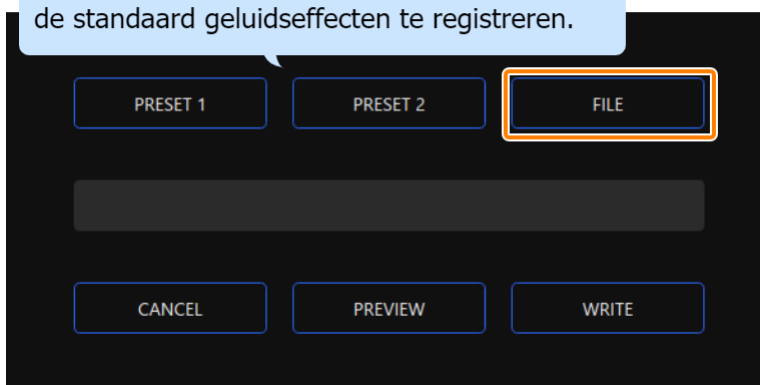 de standaard geluidseffecten te registreren.
PRESET 1 PRESET 2 FILE
CANCEL PREVIEW WRITE